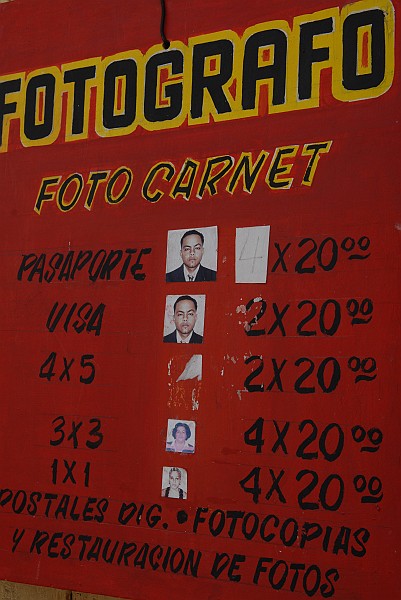 FOTOGRAFO
FOTO CARNET
PASAPORTE 4 X 20.00
VISA 2 X 20.00
4 X 5 2 X 20.00
3 X 3 4 X 20.00
1 X 1 4 X 20.00
POSTALES DIG. • FOTOCOPIAS
Y RESTAURACION DE FOTOS